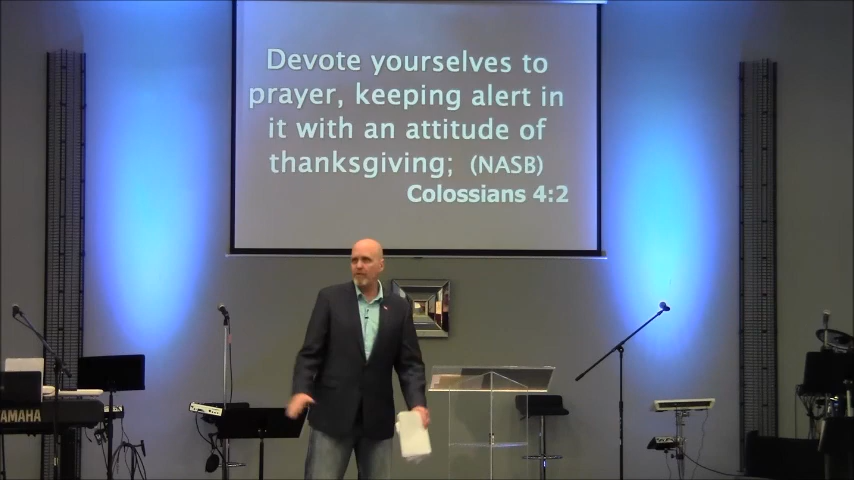 Devote yourselves to
prayer, keeping alert in
it with an attitude of
thanksgiving; (NASB)
Colossians 4:2
YAMAHA